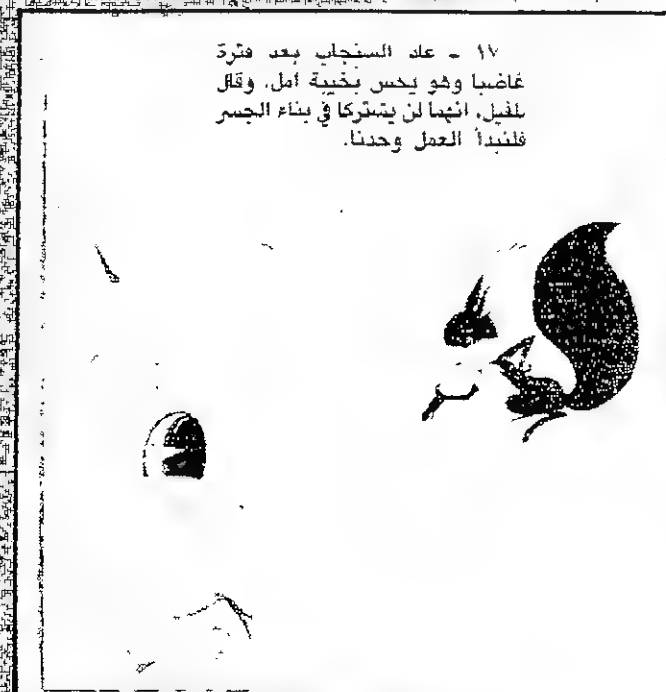 ١٧ - عاد السنجاب بعد فترة
غاضبا وهو يحس بخيبة امل، وقال
للفيل، انهما لن يشتركا في بناء الجسر
فلنبدأ العمل وحدنا.